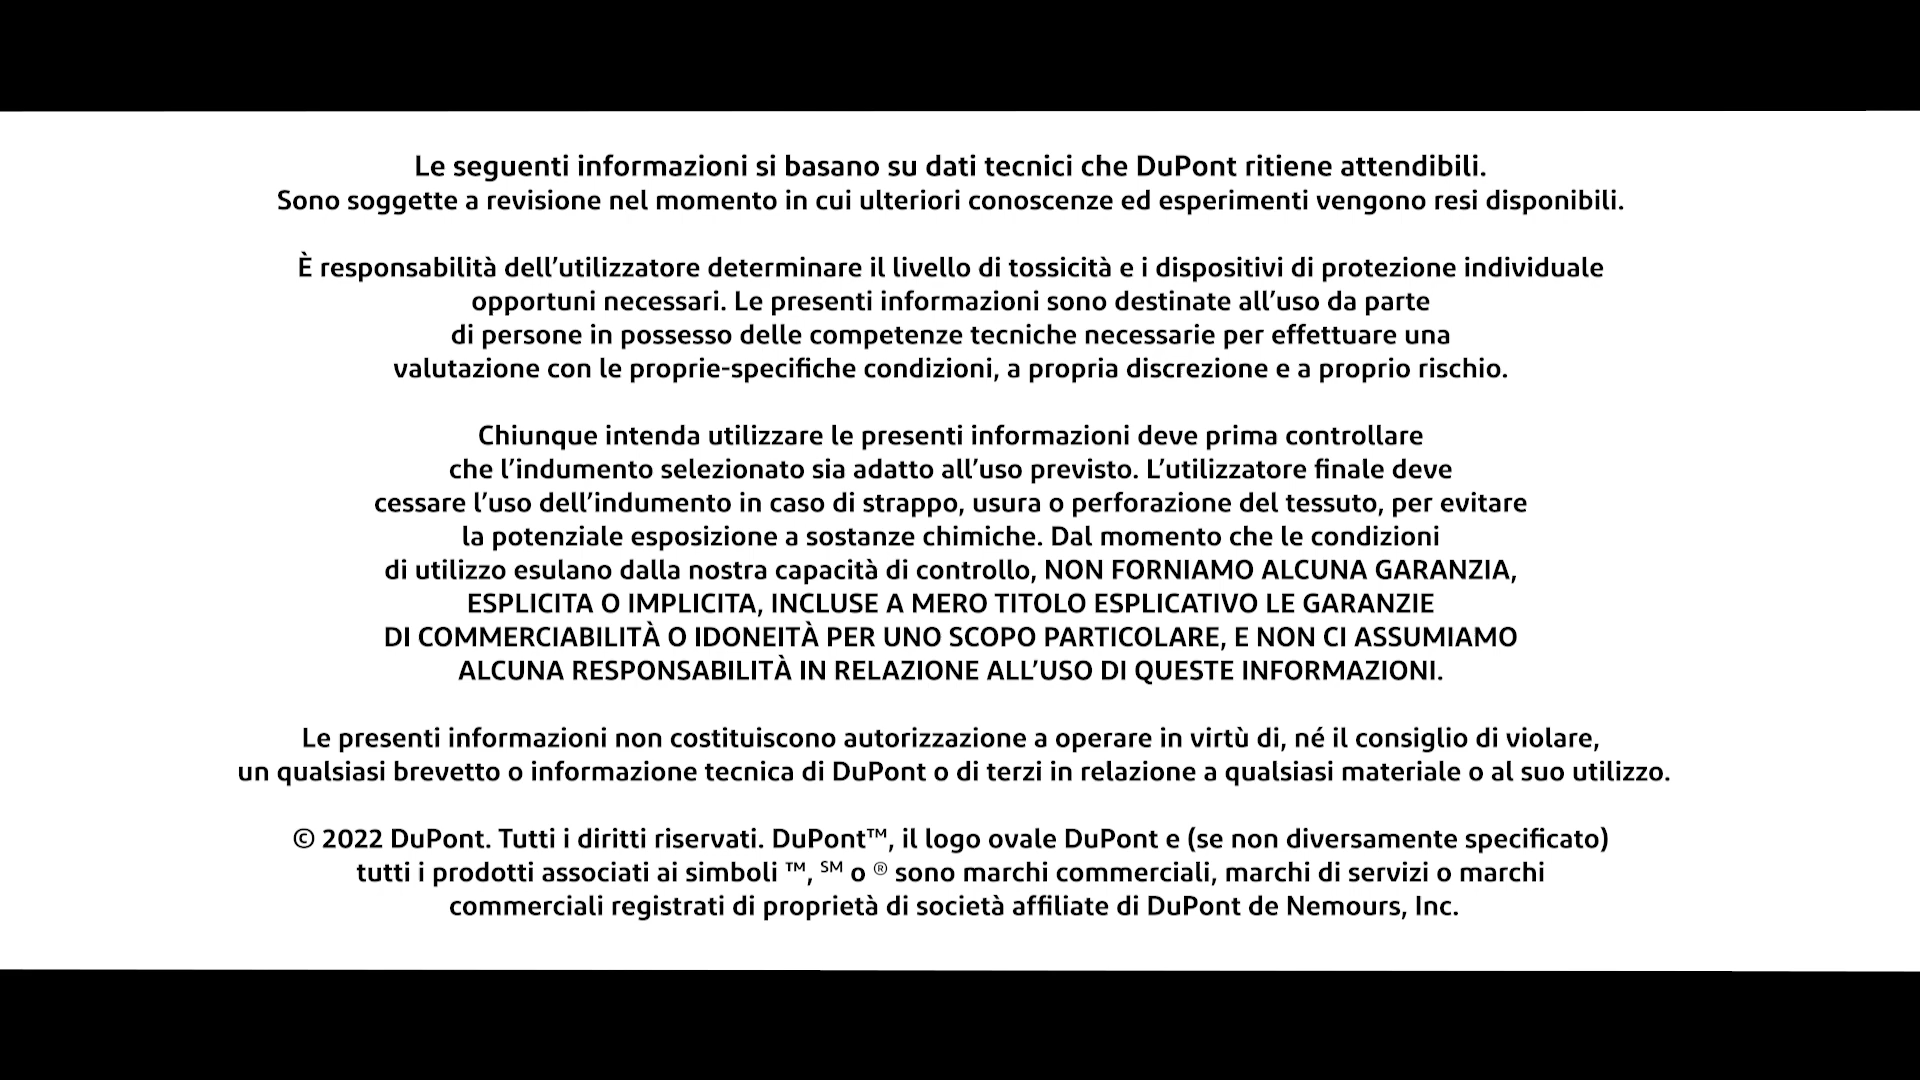 Le seguenti informazioni si basano su dati tecnici che DuPont ritiene attendibili.
Sono soggette a revisione nel momento in cui ulteriori conoscenze ed esperimenti vengono resi disponibili.
È responsabilità dell’utilizzatore determinare il livello di tossicità e i dispositivi di protezione individuale
opportuni necessari. Le presenti informazioni sono destinate all’uso da parte
di persone in possesso delle competenze tecniche necessarie per effettuare una
valutazione con le proprie-specifiche condizioni, a propria discrezione e a proprio rischio.
Chiunque intenda utilizzare le presenti informazioni deve prima controllare
che l’indumento selezionato sia adatto all’uso previsto. L’utilizzatore finale deve
cessare l’uso dell’indumento in caso di strappo, usura o perforazione del tessuto, per evitare
la potenziale esposizione a sostanze chimiche. Dal momento che le condizioni
di utilizzo esulano dalla nostra capacità di controllo, NON FORNIAMO ALCUNA GARANZIA,
ESPLICITA O IMPLICITA, INCLUSE A MERO TITOLO ESPLICATIVO LE GARANZIE
DI COMMERCIABILITÀ O IDONEITÀ PER UNO SCOPO PARTICOLARE, E NON CI ASSUMIAMO
ALCUNA RESPONSABILITÀ IN RELAZIONE ALL’USO DI QUESTE INFORMAZIONI.
Le presenti informazioni non costituiscono autorizzazione a operare in virtù di, né il consiglio di violare,
un qualsiasi brevetto o informazione tecnica di DuPont o di terzi in relazione a qualsiasi materiale o al suo utilizzo.
© 2022 DuPont. Tutti i diritti riservati. DuPont™, il logo ovale DuPont e (se non diversamente specificato)
tutti i prodotti associati ai simboli ™, ℠ o ® sono marchi commerciali, marchi di servizi o marchi
commerciali registrati di proprietà di società affiliate di DuPont de Nemours, Inc.